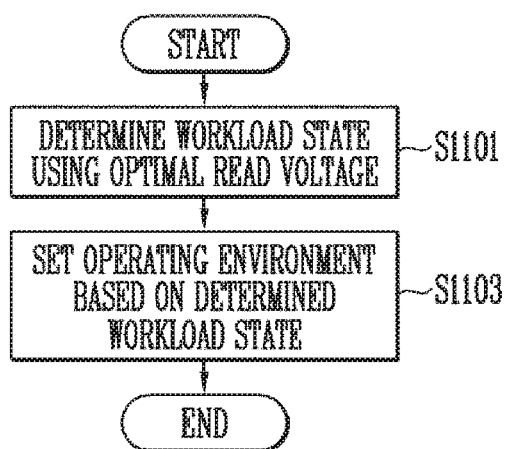 START
DETERMINE WORKLOAD STATE
USING OPTIMAL READ VOLTAGE
S1101
SET OPERATING ENVIRONMENT
BASED ON DETERMINED
WORKLOAD STATE
S1103
END